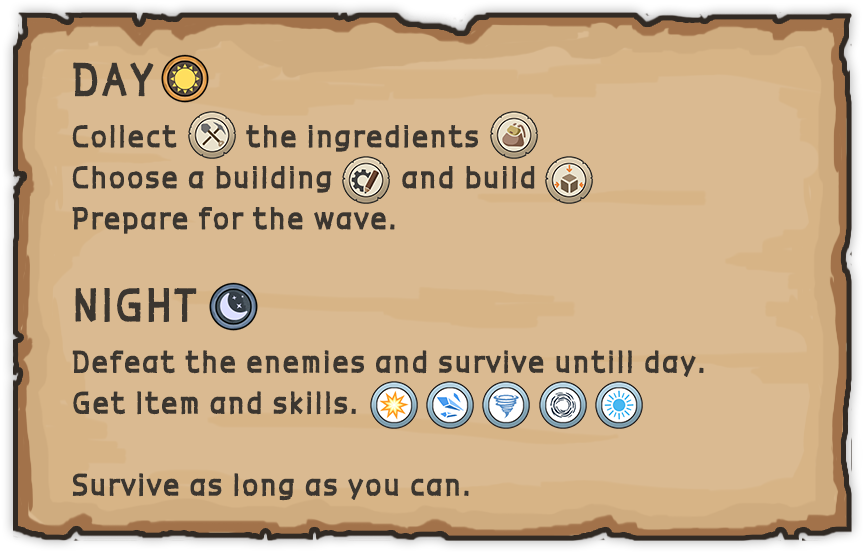 DAY
Collect the ingredients
Choose a building and build
Prepare for the wave.
NIGHT
Defeat the enemies and survive untill day.
Get Item and skills.
Survive as long as you can.